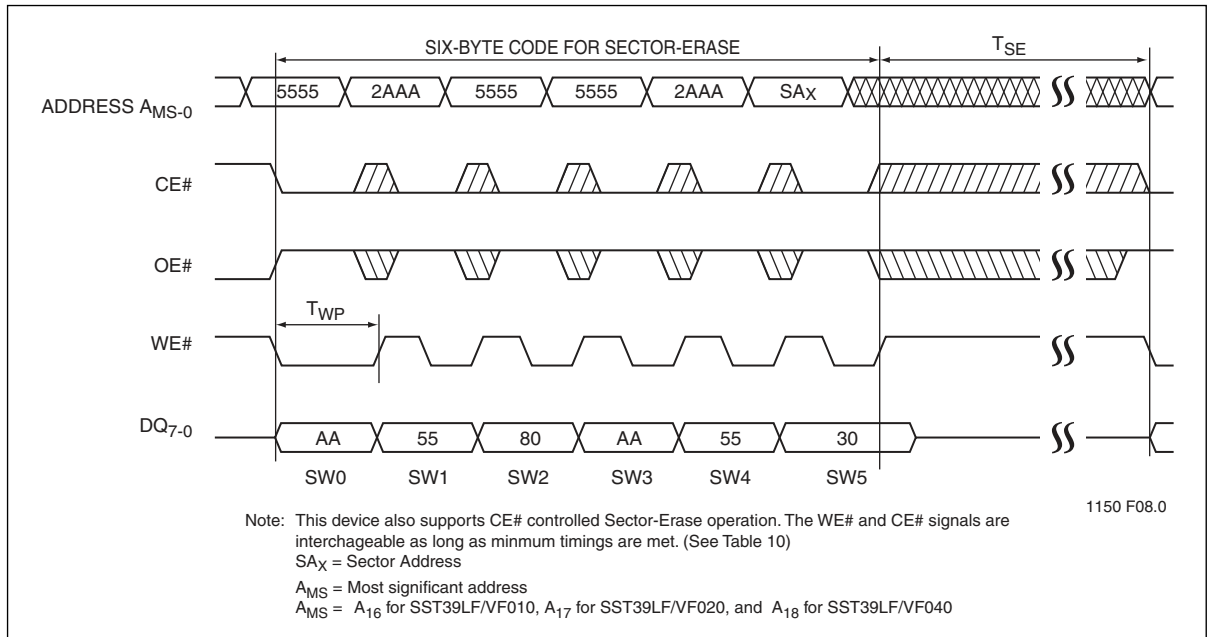 SIX-BYTE CODE FOR SECTOR-ERASE
TSE
ADDRESS AMS-0
5555 2AAA 5555 5555 2AAA SAX
CE#
OE#
TWP
WE#
DQ7-0
AA 55 80 AA 55 30
SW0 SW1 SW2 SW3 SW4 SW5
1150 F08.0
Note: This device also supports CE# controlled Sector-Erase operation. The WE# and CE# signals are
interchageable as long as minmum timings are met. (See Table 10)
SAX = Sector Address
AMS = Most significant address
AMS = A16 for SST39LF/VF010, A17 for SST39LF/VF020, and A18 for SST39LF/VF040